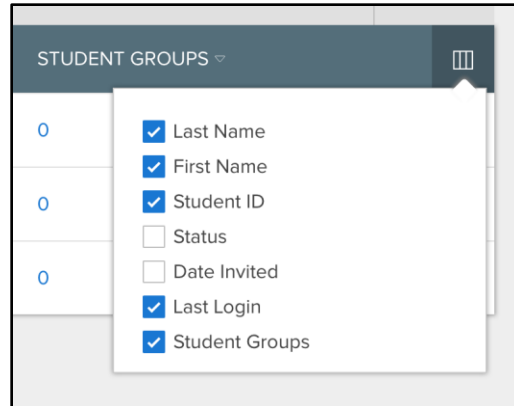 STUDENT GROUPS
0
0
0
Last Name
First Name
Student ID
Status
Date Invited
Last Login
Student Groups